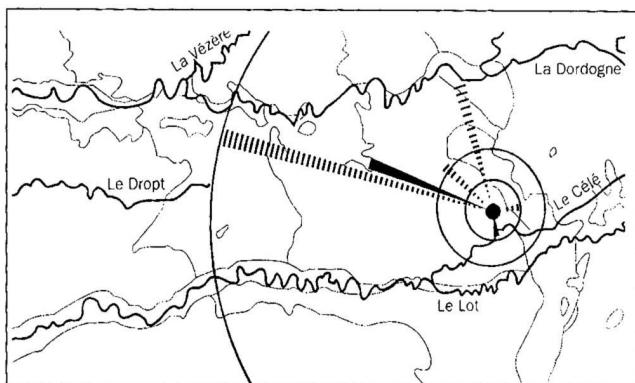 La Vézère
La Dordogne
Le Dropt
Le Célé
Le Lot